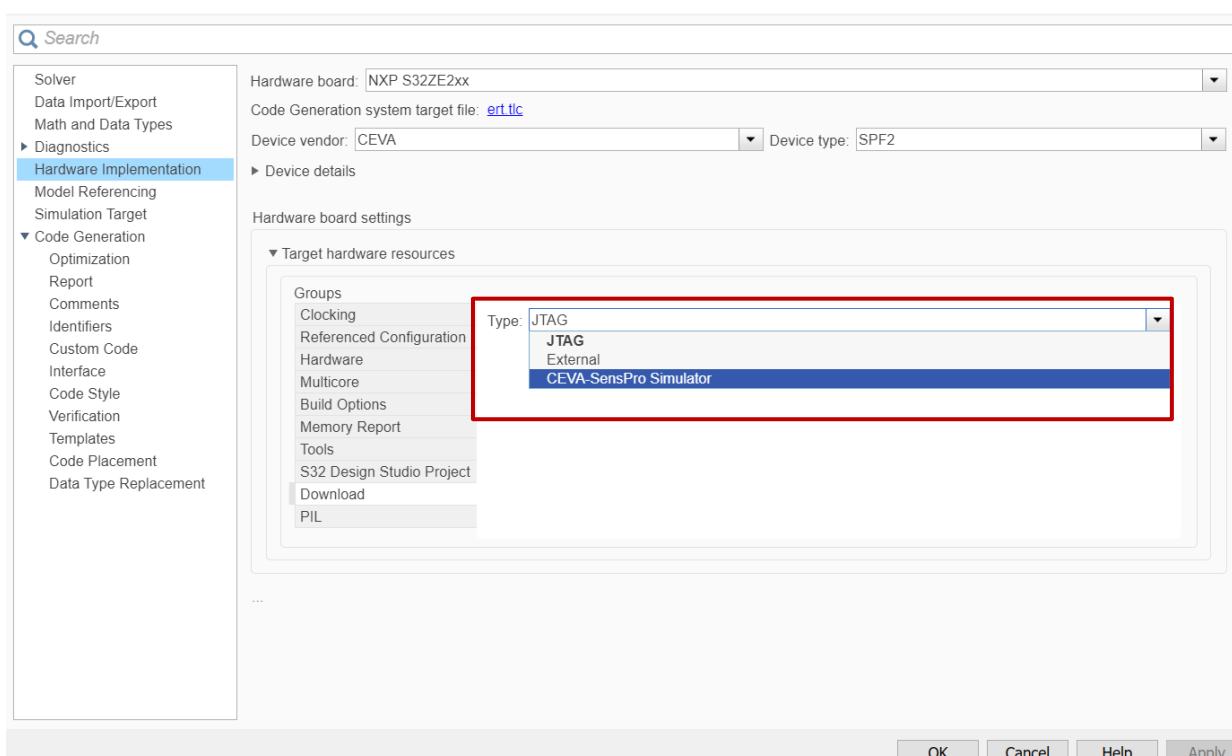 Search
Solver
Data Import/Export
Math and Data Types
Diagnostics
Hardware Implementation
Model Referencing
Simulation Target
Code Generation
Optimization
Report
Comments
Identifiers
Custom Code
Interface
Code Style
Verification
Templates
Code Placement
Data Type Replacement
Hardware board: NXP S32ZE2xx
Code Generation system target file: ert.tlc
Device vendor: CEVA Device type: SPF2
Device details
Hardware board settings
Target hardware resources
Groups
Clocking
Referenced Configuration
Hardware
Multicore
Build Options
Memory Report
Tools
S32 Design Studio Project
Download
PIL
Type: JTAG
JTAG
External
CEVA-SensPro Simulator
...
OK Cancel Help Apply